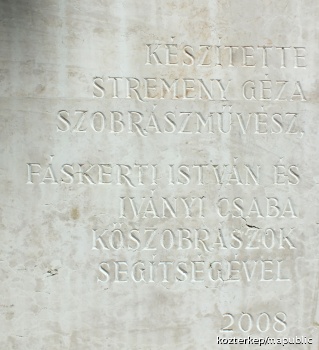 KÉSZÍTETTE
STREMENY GÉZA
SZOBRÁSZMŰVÉSZ,
FÁSKERTI ISTVÁN ÉS
IVÁNYI CSABA
KŐSZOBRÁSZOK
SEGÍTSÉGÉVEL
2008
kozterkep/mapublic